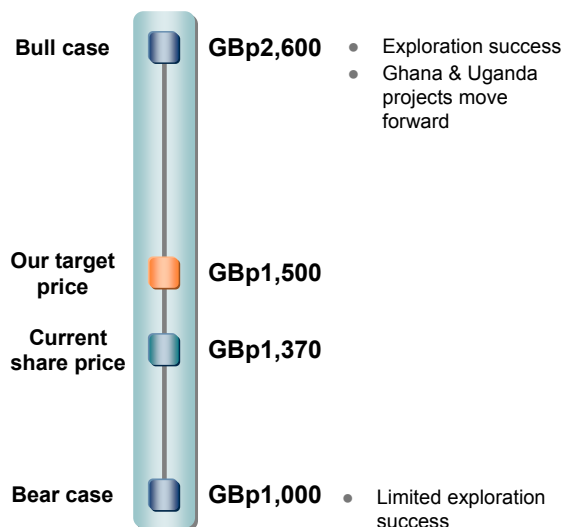 Bull case
GBp2,600
● Exploration success
● Ghana & Uganda
projects move
forward
Our target
price
GBp1,500
Current
share price
GBp1,370
Bear case
GBp1,000
● Limited exploration
success